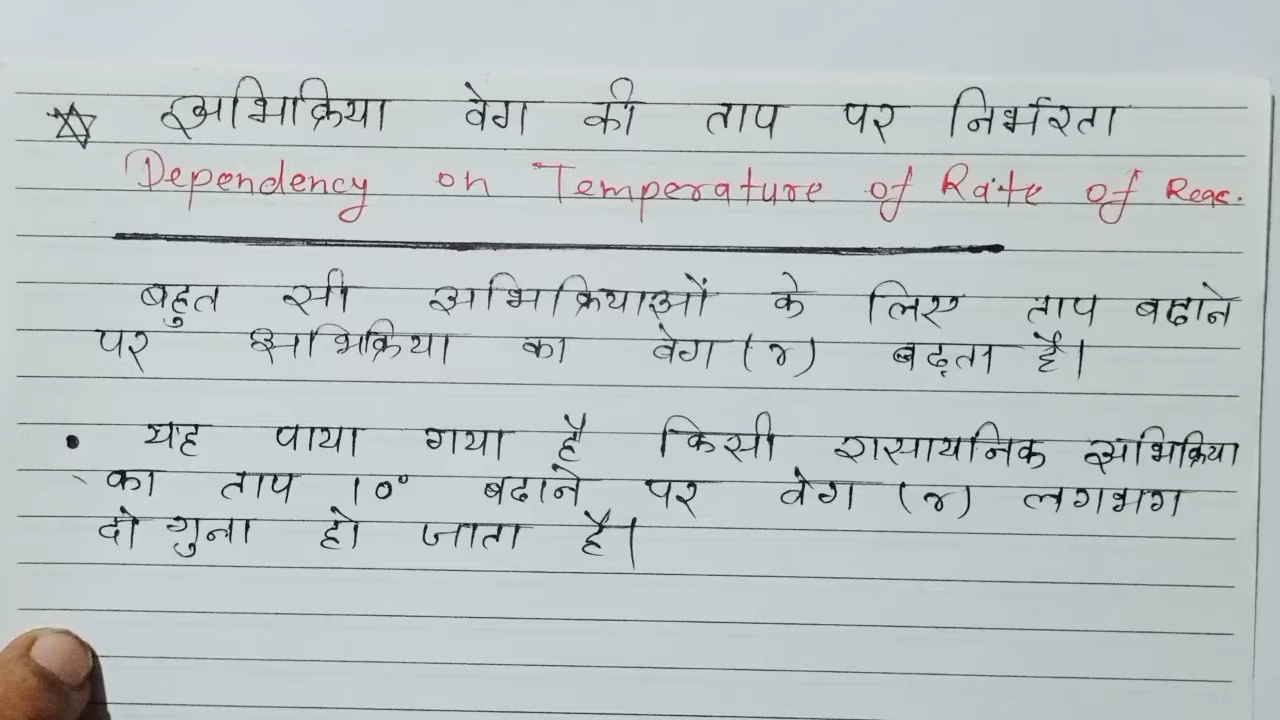 ☆ अभिक्रिया वेग की ताप पर निर्भरता
Dependency on Temperature of Rate of Reac.
बहुत सी अभिक्रियाओं के लिए ताप बढाने
पर अभिक्रिया का वेग (r) बढ़ता है।
• यह पाया गया है किसी रासायनिक अभिक्रिया
का ताप 10° बढाने पर वेग (r) लगभग
दो गुना हो जाता है।